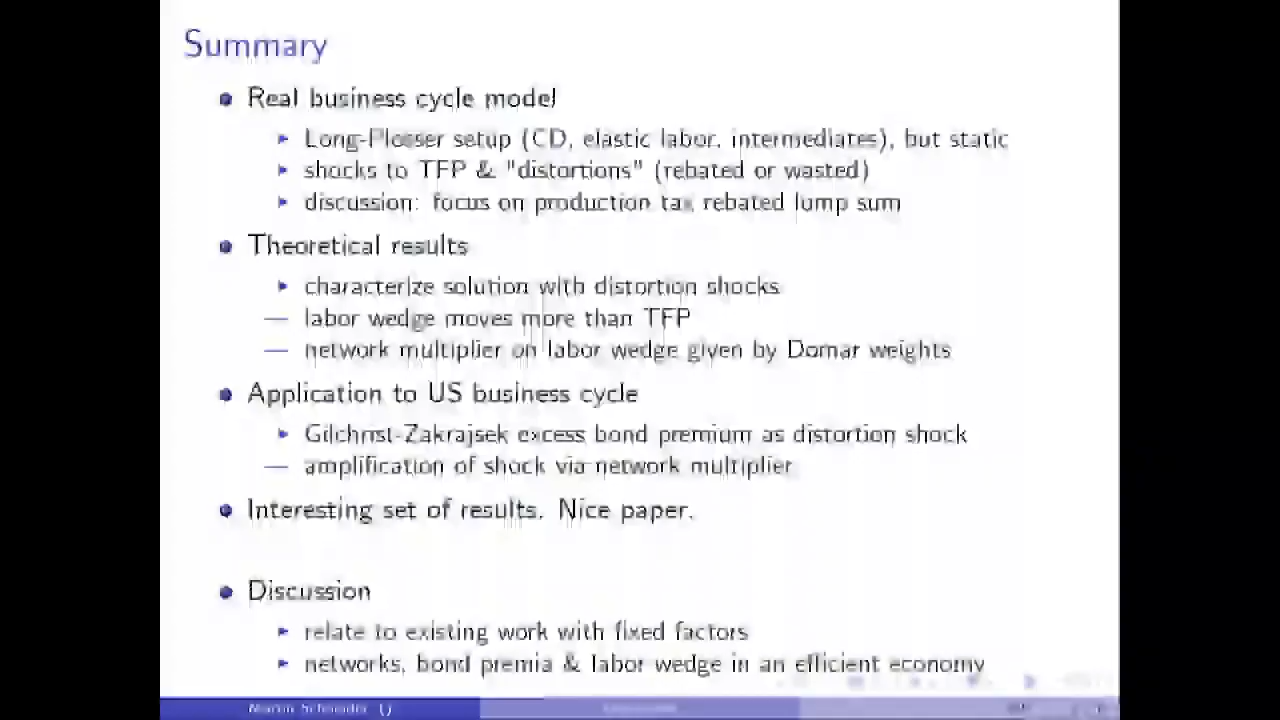 Summary
Real business cycle model
Long-Plosser setup (CD, elastic labor, intermediates), but static
shocks to TFP & "distortions" (rebated or wasted)
discussion: focus on production tax rebated lump sum
Theoretical results
characterize solution with distortion shocks
— labor wedge moves more than TFP
— network multiplier on labor wedge given by Domar weights
Application to US business cycle
Gilchrist-Zakrajsek excess bond premium as distortion shock
— amplification of shock via network multiplier
Interesting set of results. Nice paper.
Discussion
relate to existing work with fixed factors
networks, bond premia & labor wedge in an efficient economy
Martin Schneider ()